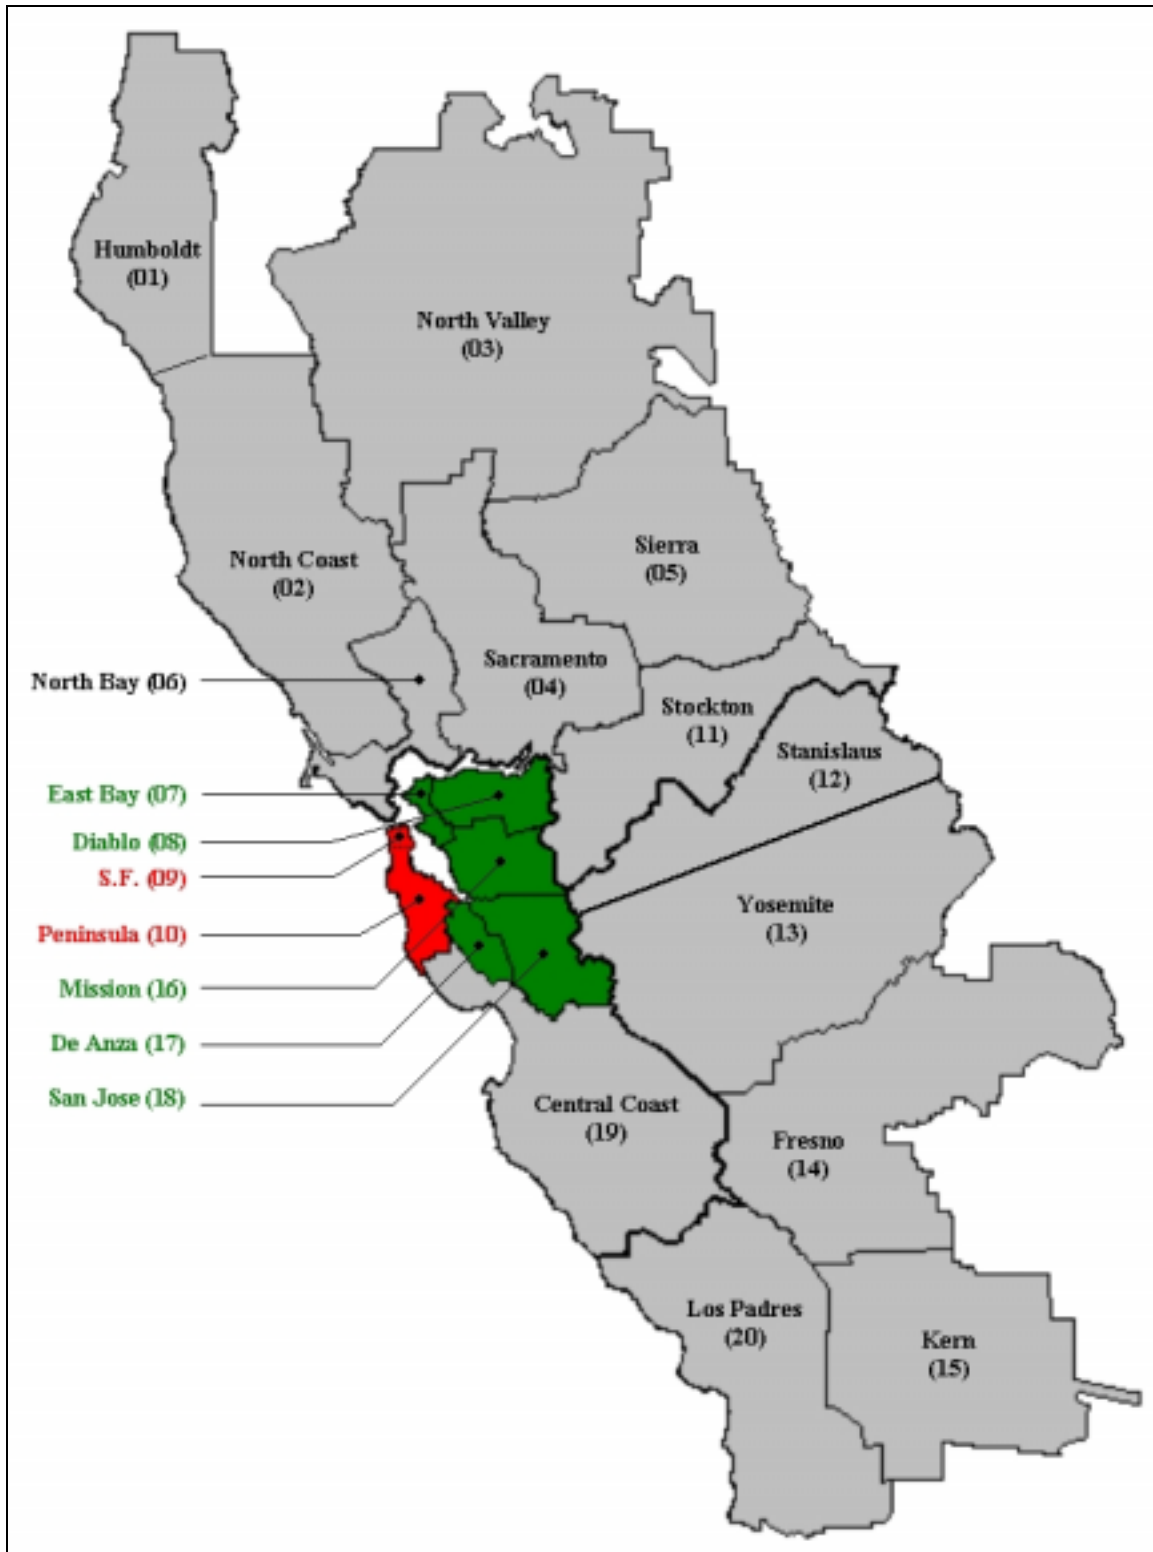 Humboldt
(01)
North Valley
(03)
North Coast
(02)
Sierra
(05)
Sacramento
(04)
North Bay (06)
Stockton
(11)
Stanislaus
(12)
East Bay (07)
Diablo (08)
S.F. (09)
Peninsula (10)
Yosemite
(13)
Mission (16)
De Anza (17)
San Jose (18)
Central Coast
(19)
Fresno
(14)
Los Padres
(20)
Kern
(15)